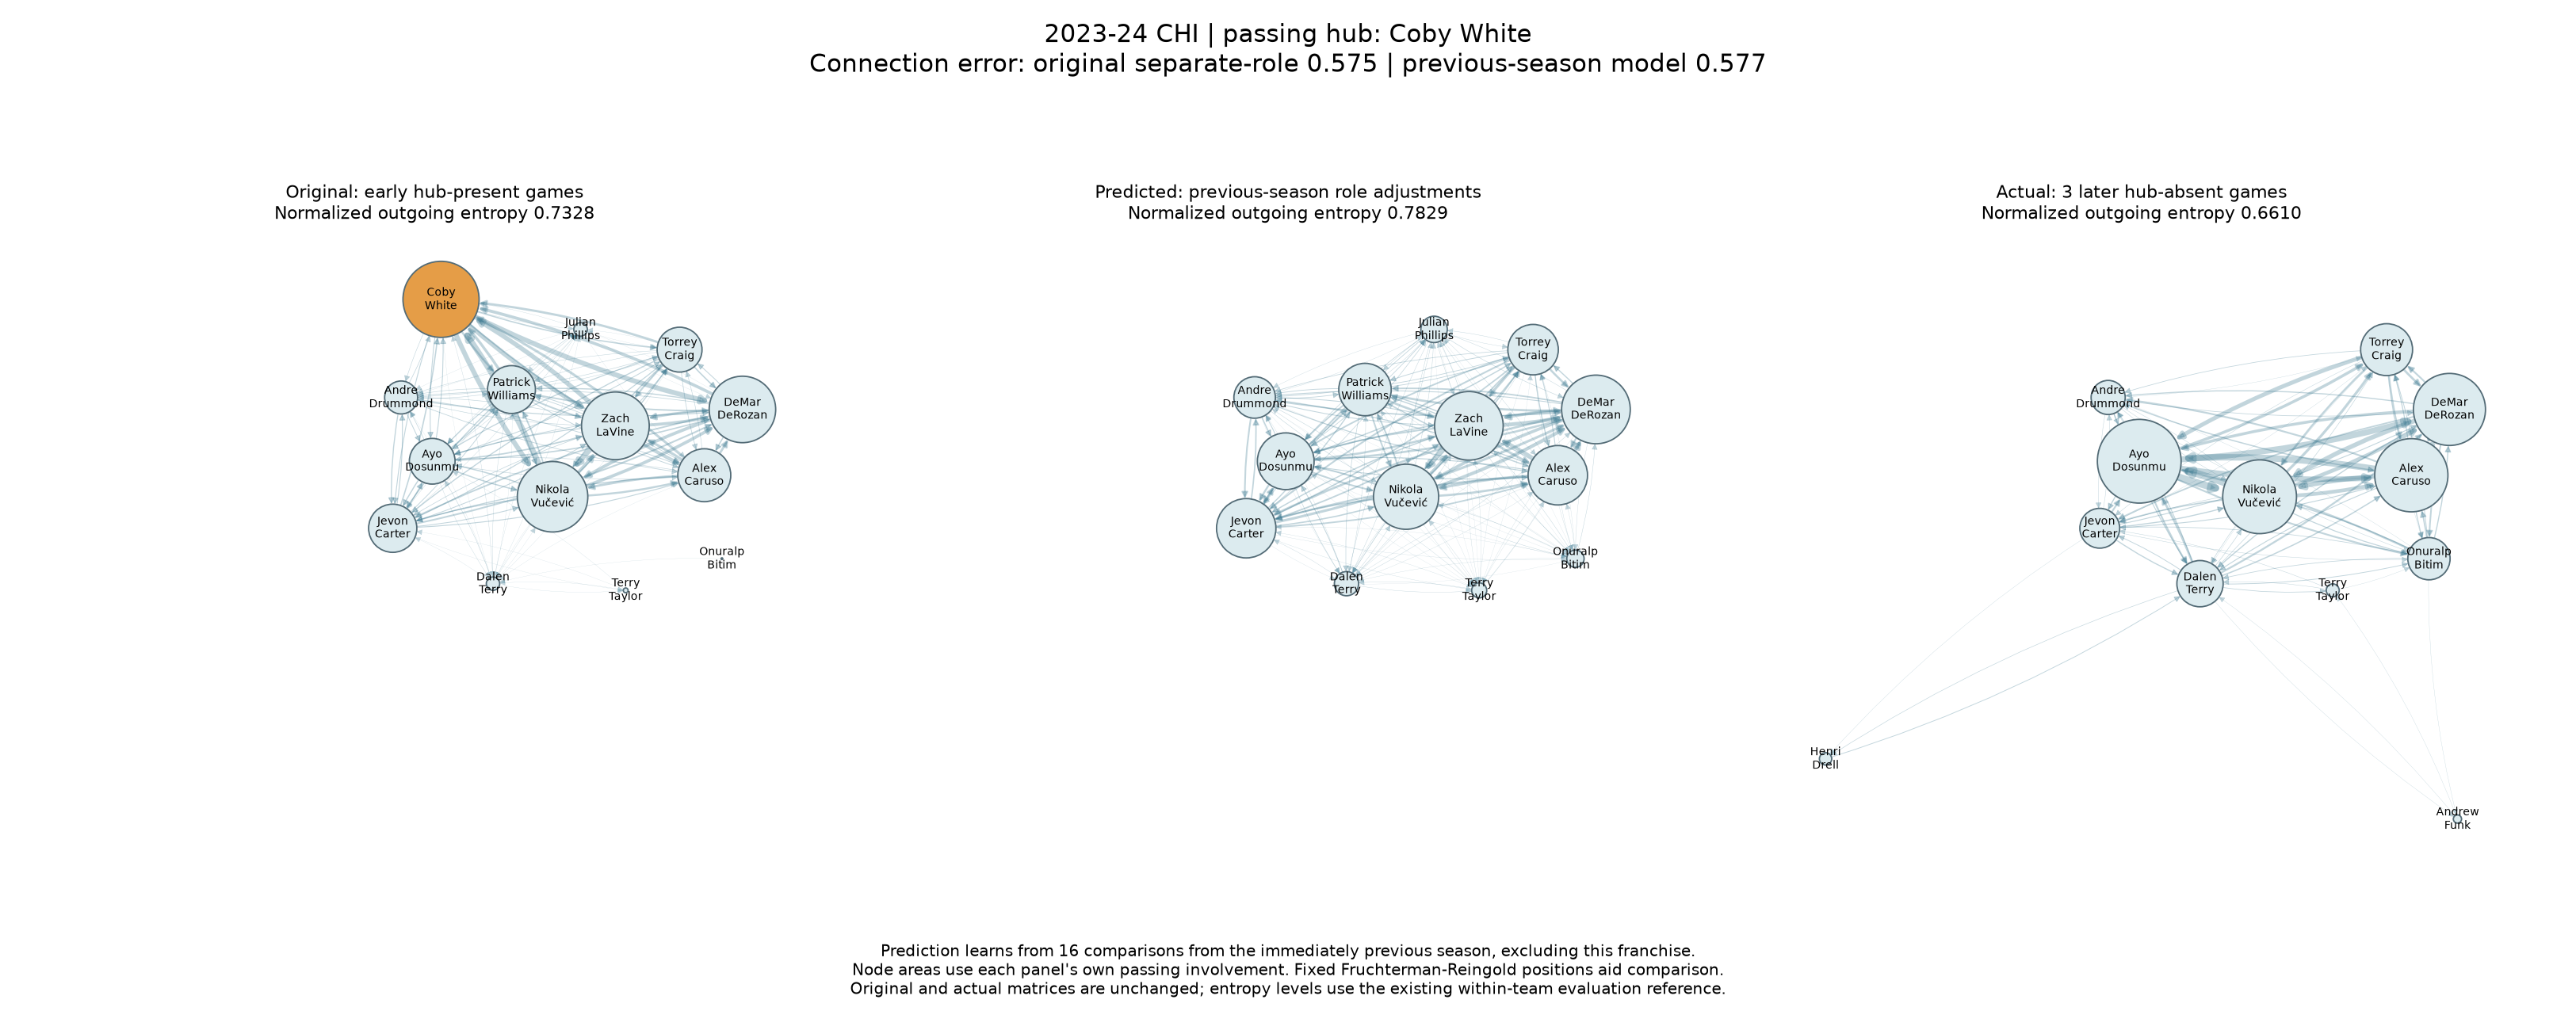 2023-24 CHI | passing hub: Coby White
Connection error: original separate-role 0.575 | previous-season model 0.577
Original: early hub-present games
Normalized outgoing entropy 0.7328
Coby
White
Julian
Phillips
Torrey
Craig
Andre
Drummond
Patrick
Williams
Zach
LaVine
DeMar
DeRozan
Ayo
Dosunmu
Nikola
Vučević
Alex
Caruso
Jevon
Carter
Onuralp
Bitim
Dalen
Terry
Terry
Taylor
Predicted: previous-season role adjustments
Normalized outgoing entropy 0.7829
Julian
Phillips
Torrey
Craig
Andre
Drummond
Patrick
Williams
Zach
LaVine
DeMar
DeRozan
Ayo
Dosunmu
Nikola
Vučević
Alex
Caruso
Jevon
Carter
Onuralp
Bitim
Dalen
Terry
Terry
Taylor
Actual: 3 later hub-absent games
Normalized outgoing entropy 0.6610
Torrey
Craig
Andre
Drummond
DeMar
DeRozan
Ayo
Dosunmu
Nikola
Vučević
Alex
Caruso
Jevon
Carter
Onuralp
Bitim
Dalen
Terry
Terry
Taylor
Henri
Drell
Andrew
Funk
Prediction learns from 16 comparisons from the immediately previous season, excluding this franchise.
Node areas use each panel's own passing involvement. Fixed Fruchterman-Reingold positions aid comparison.
Original and actual matrices are unchanged; entropy levels use the existing within-team evaluation reference.